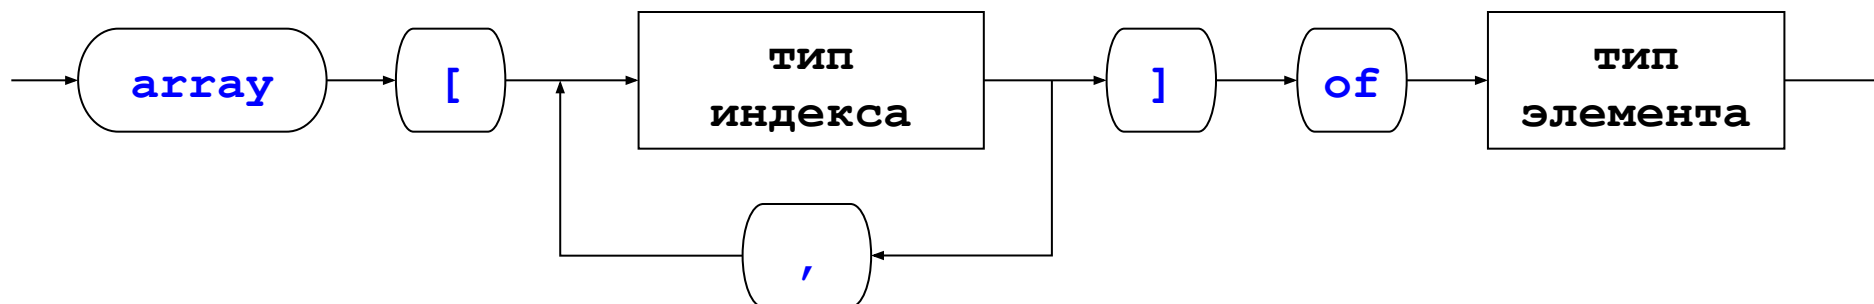 array
[
тип
индекса
]
of
тип
элемента
,